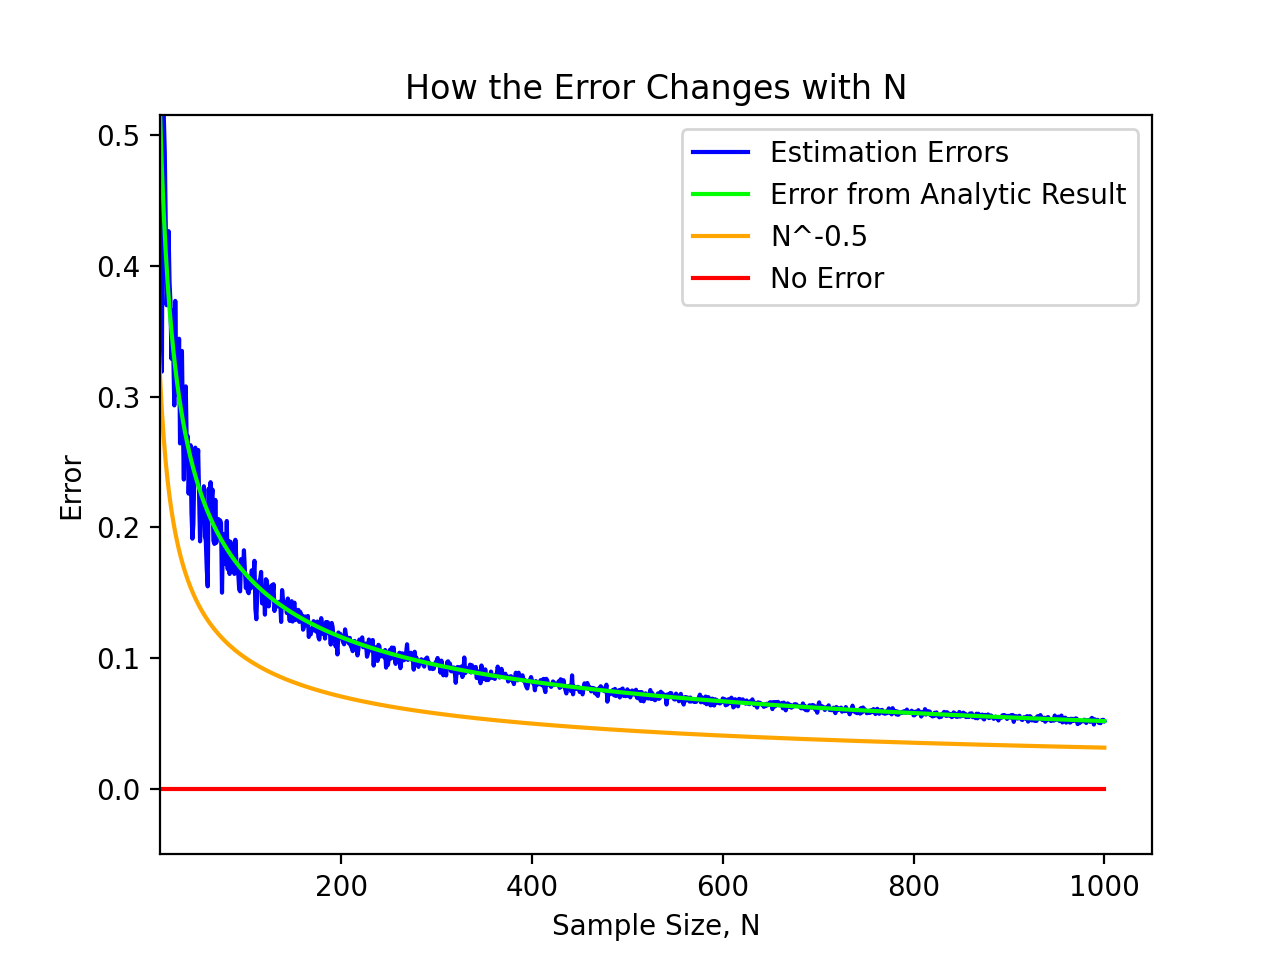 How the Error Changes with N
Estimation Errors
Error from Analytic Result
N^-0.5
No Error
Error
0.5
0.4
0.3
0.2
0.1
0.0
200 400 600 800 1000
Sample Size, N